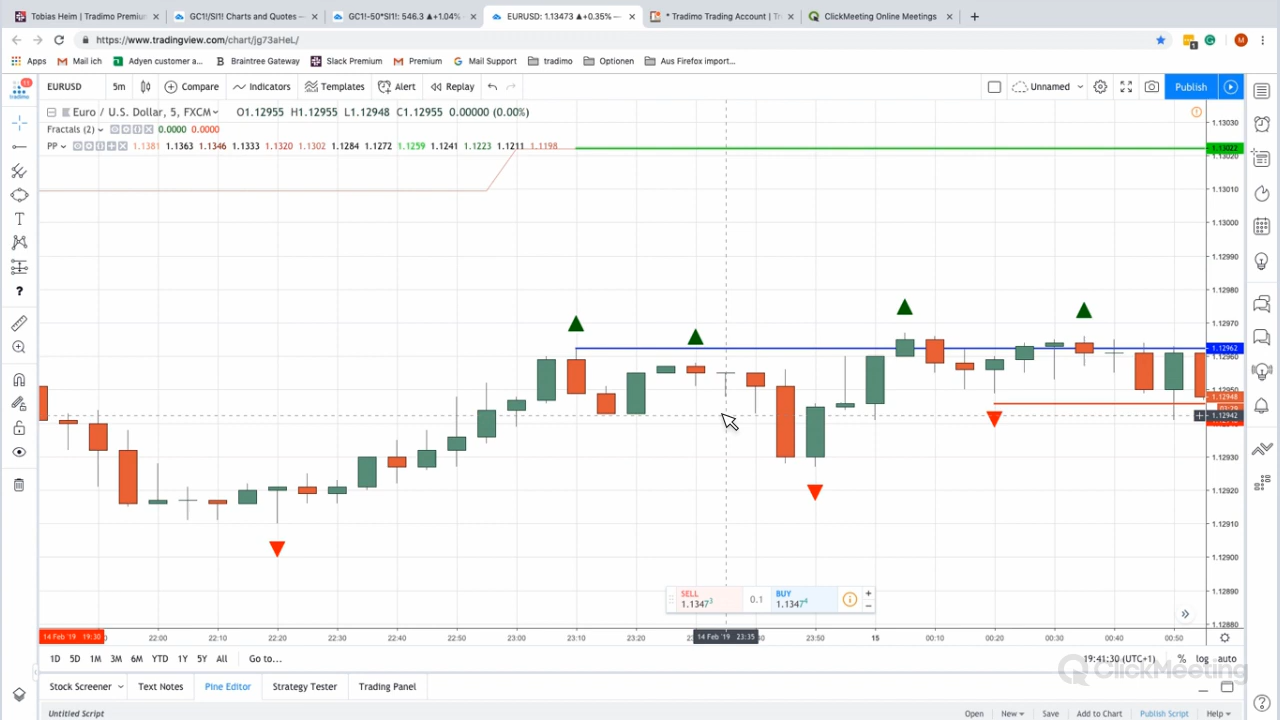 Tobias Heim | Tradimo Premium
GC1!/SI1! Charts and Quotes
GC1!-50*SI1!: 546.3 ▲+1.04%
EURUSD: 1.13473 ▲+0.35%
* Tradimo Trading Account | Tr
ClickMeeting Online Meetings
https://www.tradingview.com/chart/jg73aHeL/
Apps
Mail ich
Adyen customer a...
Braintree Gateway
Slack Premium
Premium
Mail Support
tradimo
Optionen
Aus Firefox import...
EURUSD
5m
Compare
Indicators
Templates
Alert
Replay
Unnamed
Publish
Euro / U.S. Dollar, 5, FXCM
O1.12955 H1.12955 L1.12948 C1.12955 0.00000 (0.00%)
Fractals (2) 0.0000 0.0000
PP 1.1381 1.1363 1.1346 1.1333 1.1320 1.1302 1.1284 1.1272 1.1259 1.1241 1.1223 1.1211 1.1198
1.13030
1.13022
1.13020
1.13010
1.13000
1.12990
1.12980
1.12970
1.12962
1.12950
1.12948
03:29
1.12942
1.12930
1.12920
1.12910
1.12900
1.12890
1.12880
SELL
1.13473
0.1
BUY
1.13474
14 Feb '19 19:30
22:00
22:10
22:20
22:30
22:40
22:50
23:00
23:10
23:20
14 Feb '19 23:35
23:50
15
00:10
00:20
00:30
00:40
00:50
1D 5D 1M 3M 6M YTD 1Y 5Y All Go to...
19:41:30 (UTC+1) % log auto
ClickMeeting
Stock Screener
Text Notes
Pine Editor
Strategy Tester
Trading Panel
Untitled Script
Open
New
Save
Add to Chart
Publish Script
Help